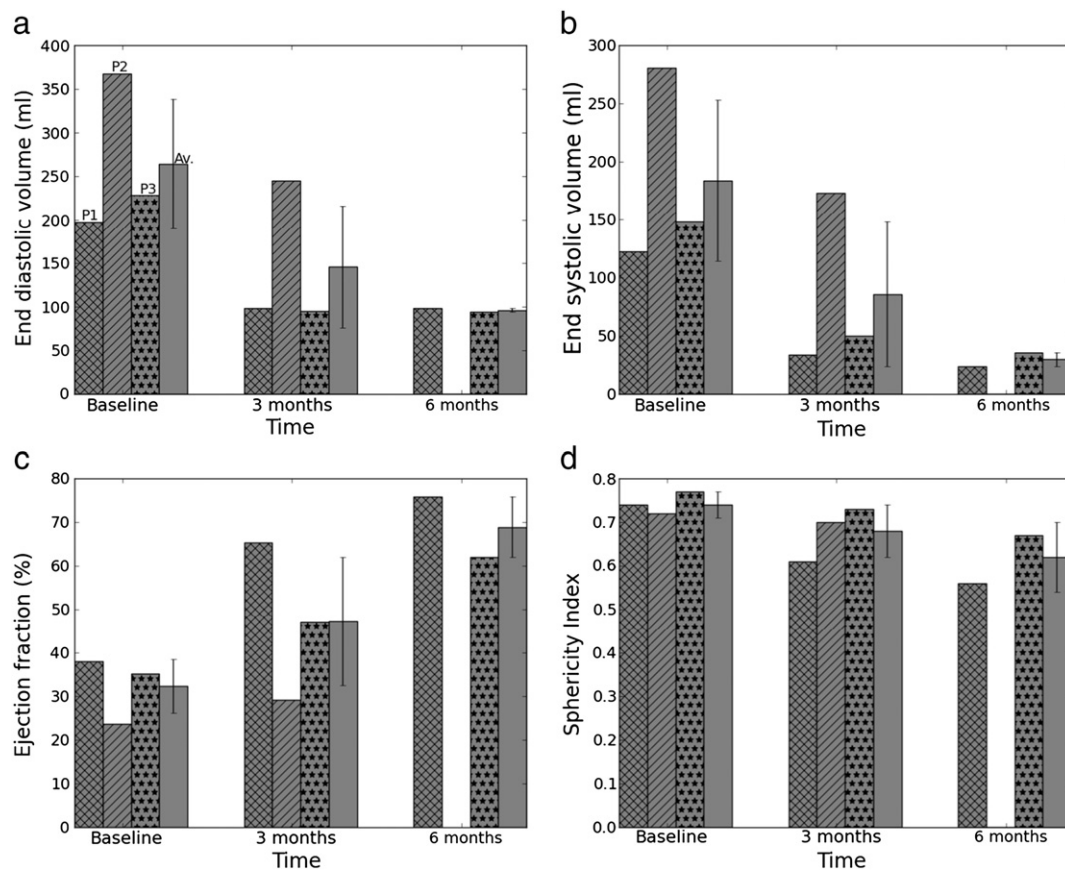 a
End diastolic volume (ml)
400
350
300
250
200
150
100
50
0
P1
P2
P3
Av.
Baseline
3 months
6 months
Time
b
End systolic volume (ml)
300
250
200
150
100
50
0
Baseline
3 months
6 months
Time
c
Ejection fraction (%)
80
70
60
50
40
30
20
10
0
Baseline
3 months
6 months
Time
d
Sphericity Index
0.8
0.7
0.6
0.5
0.4
0.3
0.2
0.1
0.0
Baseline
3 months
6 months
Time